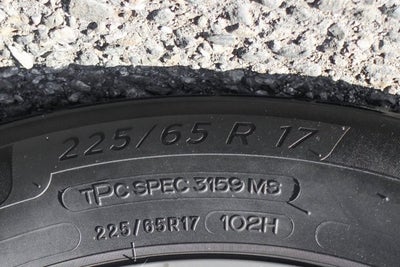 225/65 R 17
TPC SPEC 3159 MS
225/65R17 102H